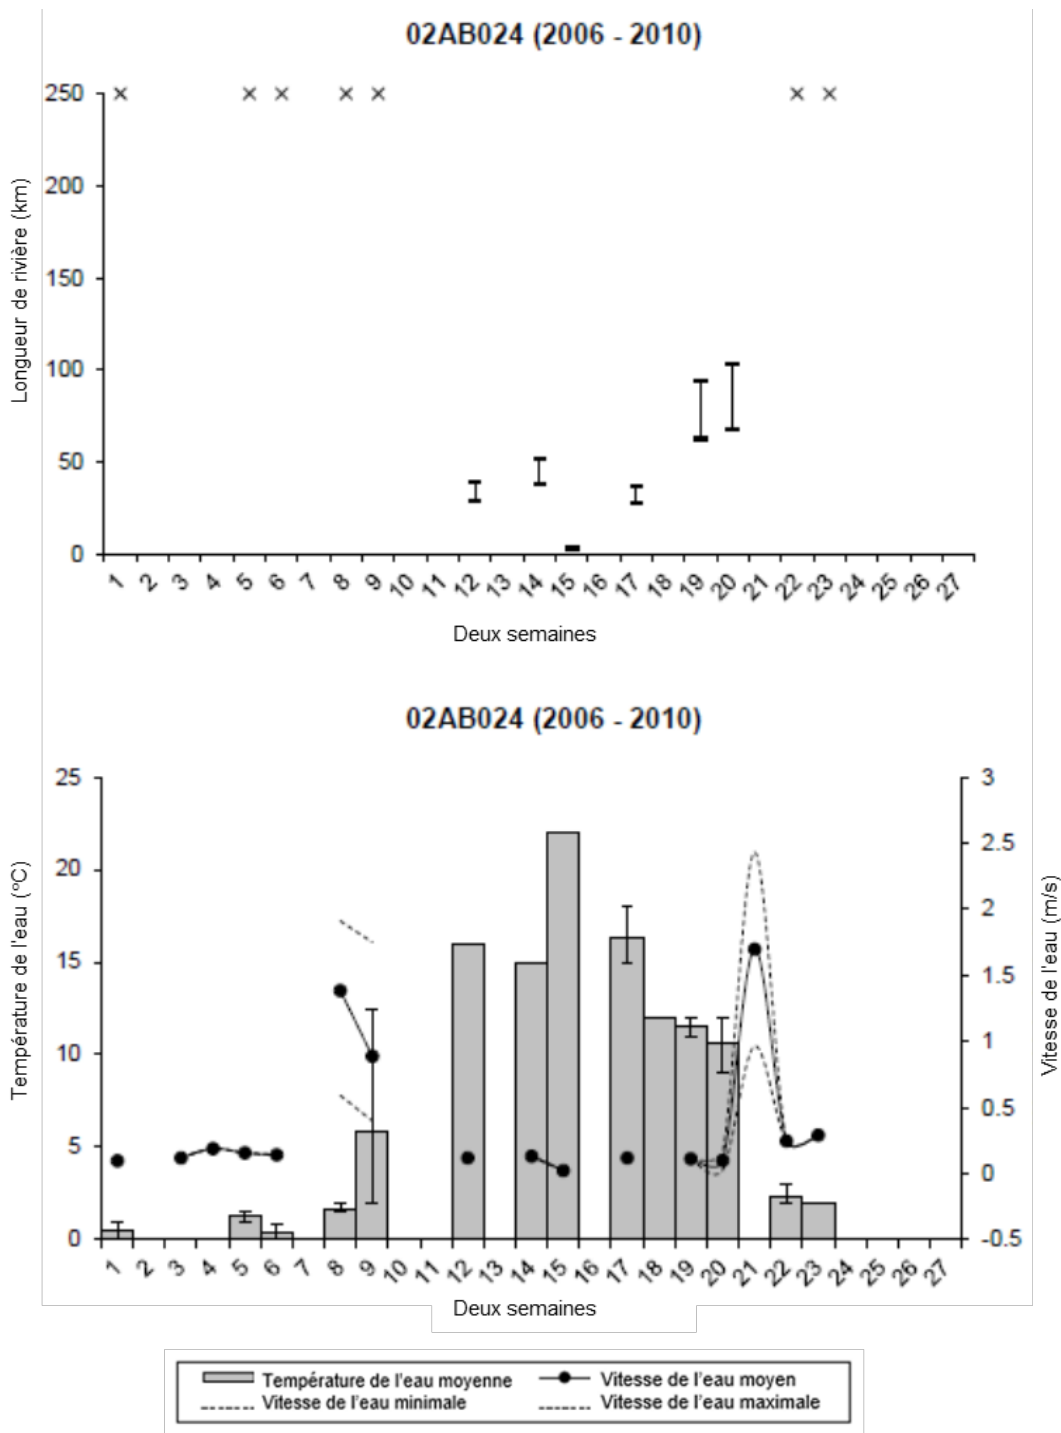 02AB024 (2006 - 2010)
Longueur de rivière (km)
250
200
150
100
50
0
1 2 3 4 5 6 7 8 9 10 11 12 13 14 15 16 17 18 19 20 21 22 23 24 25 26 27
Deux semaines
02AB024 (2006 - 2010)
Température de l'eau (°C)
25
20
15
10
5
0
3
2.5
2
1.5
1
0.5
0
-0.5
Vitesse de l'eau (m/s)
1 2 3 4 5 6 7 8 9 10 11 12 13 14 15 16 17 18 19 20 21 22 23 24 25 26 27
Deux semaines
Température de l'eau moyenne Vitesse de l'eau moyen
Vitesse de l'eau minimale Vitesse de l'eau maximale